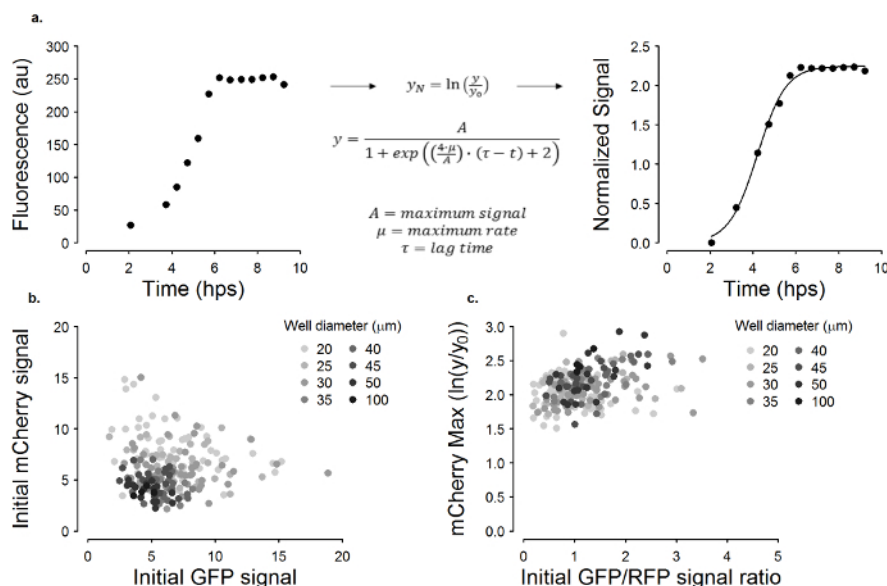 a.
Fluorescence (au)
300
250
200
150
100
50
0
0 2 4 6 8 10
Time (hps)
y_N = ln(y/y_0)
y = A / (1 + exp((4·μ/A)·(τ − t) + 2))
A = maximum signal
μ = maximum rate
τ = lag time
Normalized Signal
2.5
2.0
1.5
1.0
0.5
0.0
0 2 4 6 8 10
Time (hps)
b.
Initial mCherry signal
20
15
10
5
0
0 5 10 15 20
Initial GFP signal
Well diameter (μm)
20 40
25 45
30 50
35 100
c.
mCherry Max (ln(y/y₀))
3.0
2.5
2.0
1.5
1.0
0.5
0.0
0 1 2 3 4 5
Initial GFP/RFP signal ratio
Well diameter (μm)
20 40
25 45
30 50
35 100